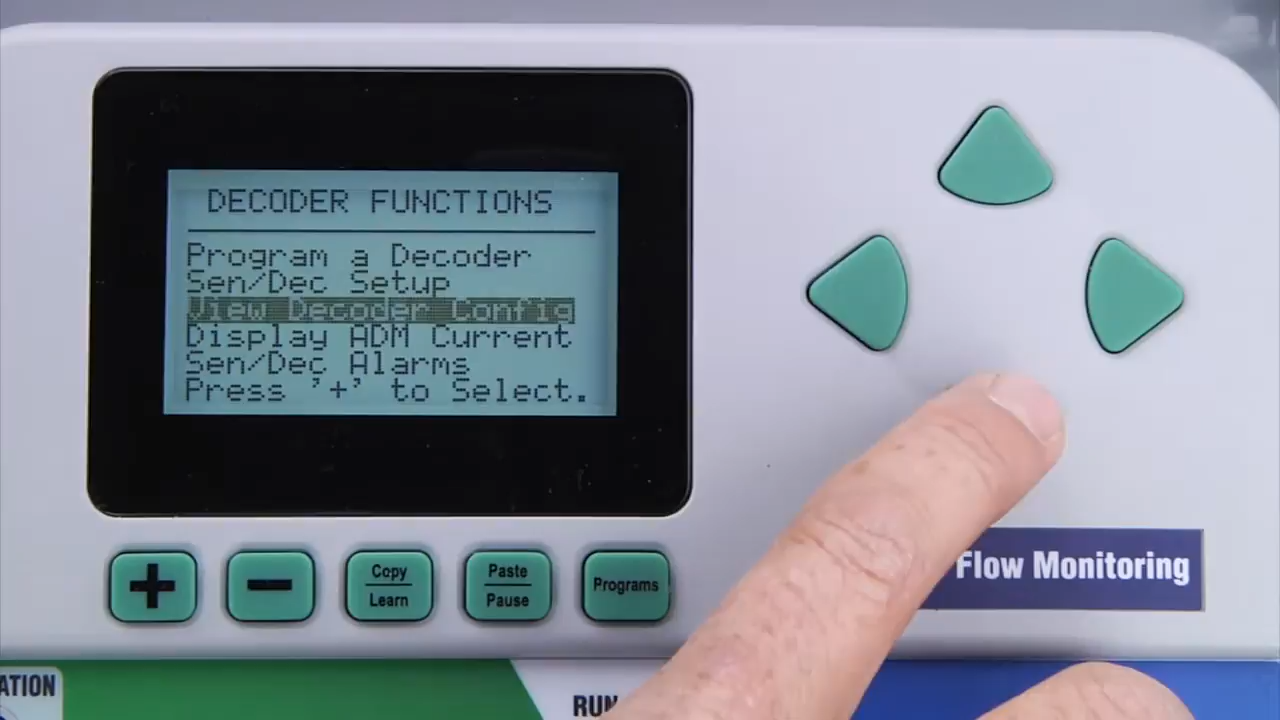 DECODER FUNCTIONS
Program a Decoder
Sen/Dec Setup
View Decoder Config
Display ADM Current
Sen/Dec Alarms
Press '+' to Select.
+
−
Copy
Learn
Paste
Pause
Programs
Flow Monitoring
ATION
RUN